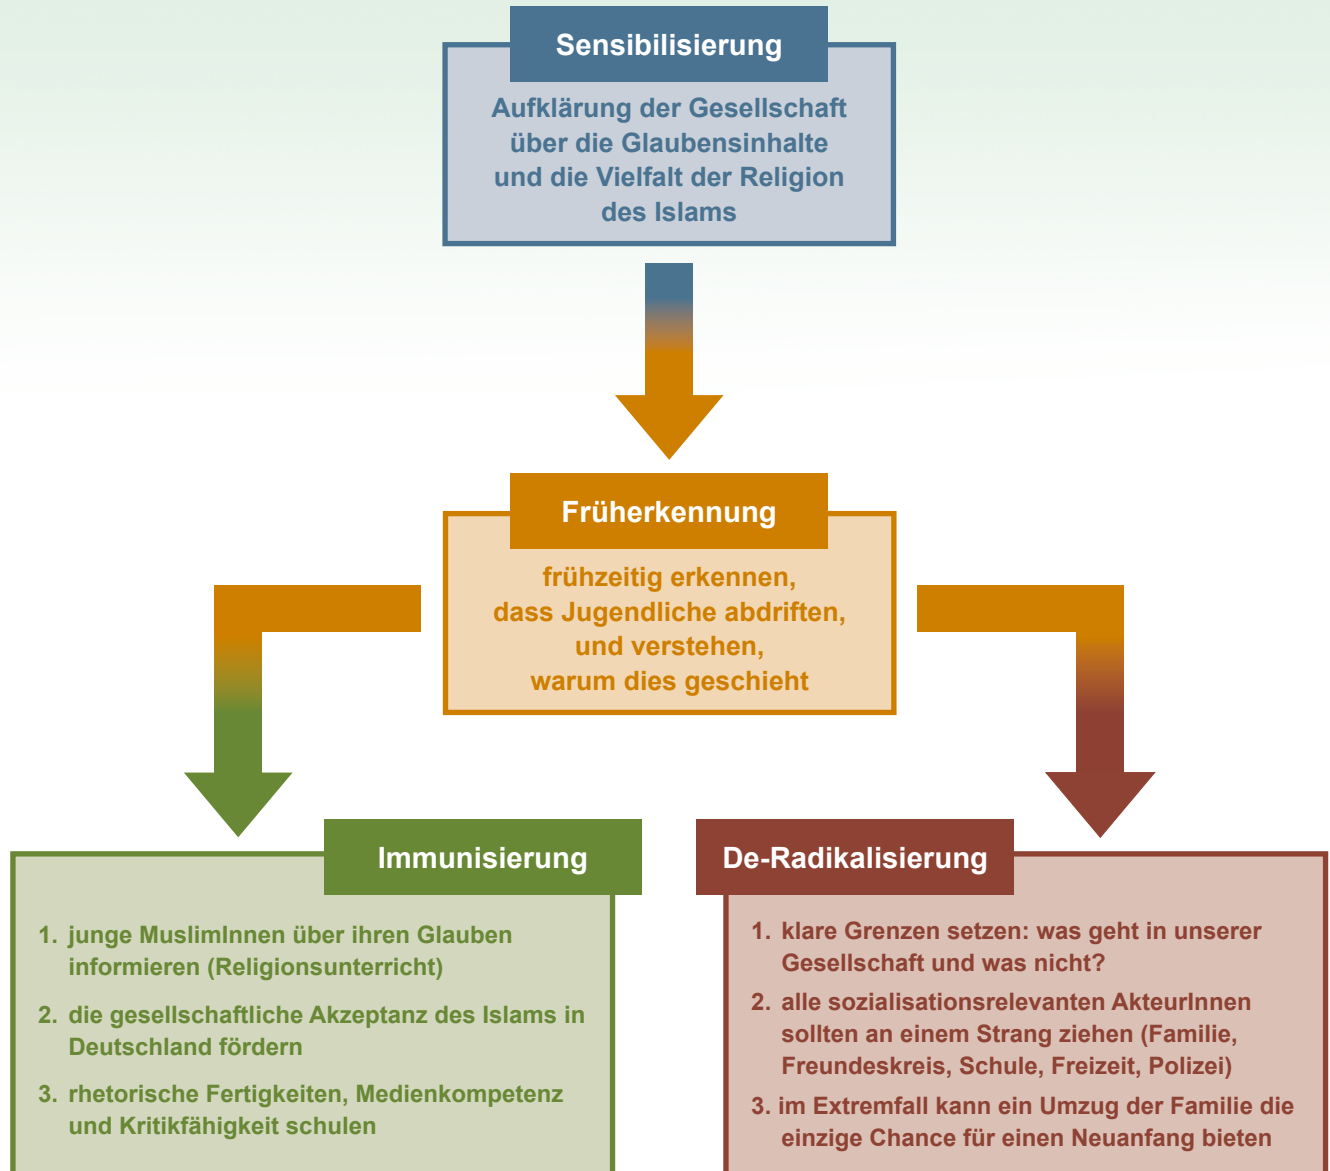 Sensibilisierung
Aufklärung der Gesellschaft
über die Glaubensinhalte
und die Vielfalt der Religion
des Islams
Früherkennung
frühzeitig erkennen,
dass Jugendliche abdriften,
und verstehen,
warum dies geschieht
Immunisierung
1. junge MuslimInnen über ihren Glauben
informieren (Religionsunterricht)
2. die gesellschaftliche Akzeptanz des Islams in
Deutschland fördern
3. rhetorische Fertigkeiten, Medienkompetenz
und Kritikfähigkeit schulen
De-Radikalisierung
1. klare Grenzen setzen: was geht in unserer
Gesellschaft und was nicht?
2. alle sozialisationsrelevanten AkteurInnen
sollten an einem Strang ziehen (Familie,
Freundeskreis, Schule, Freizeit, Polizei)
3. im Extremfall kann ein Umzug der Familie die
einzige Chance für einen Neuanfang bieten